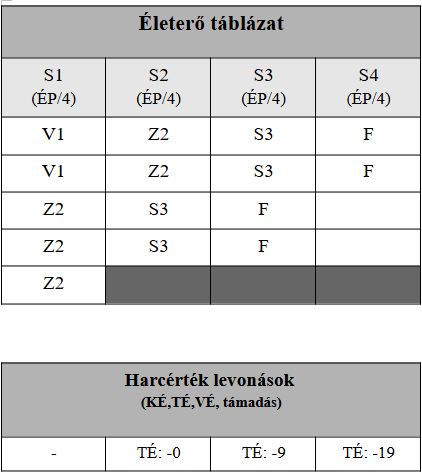 Életerő táblázat
S1 S2 S3 S4
(ÉP/4) (ÉP/4) (ÉP/4) (ÉP/4)
V1 Z2 S3 F
V1 Z2 S3 F
Z2 S3 F
Z2 S3 F
Z2
Harcérték levonások
(KÉ,TÉ,VÉ, támadás)
- TÉ: -0 TÉ: -9 TÉ: -19